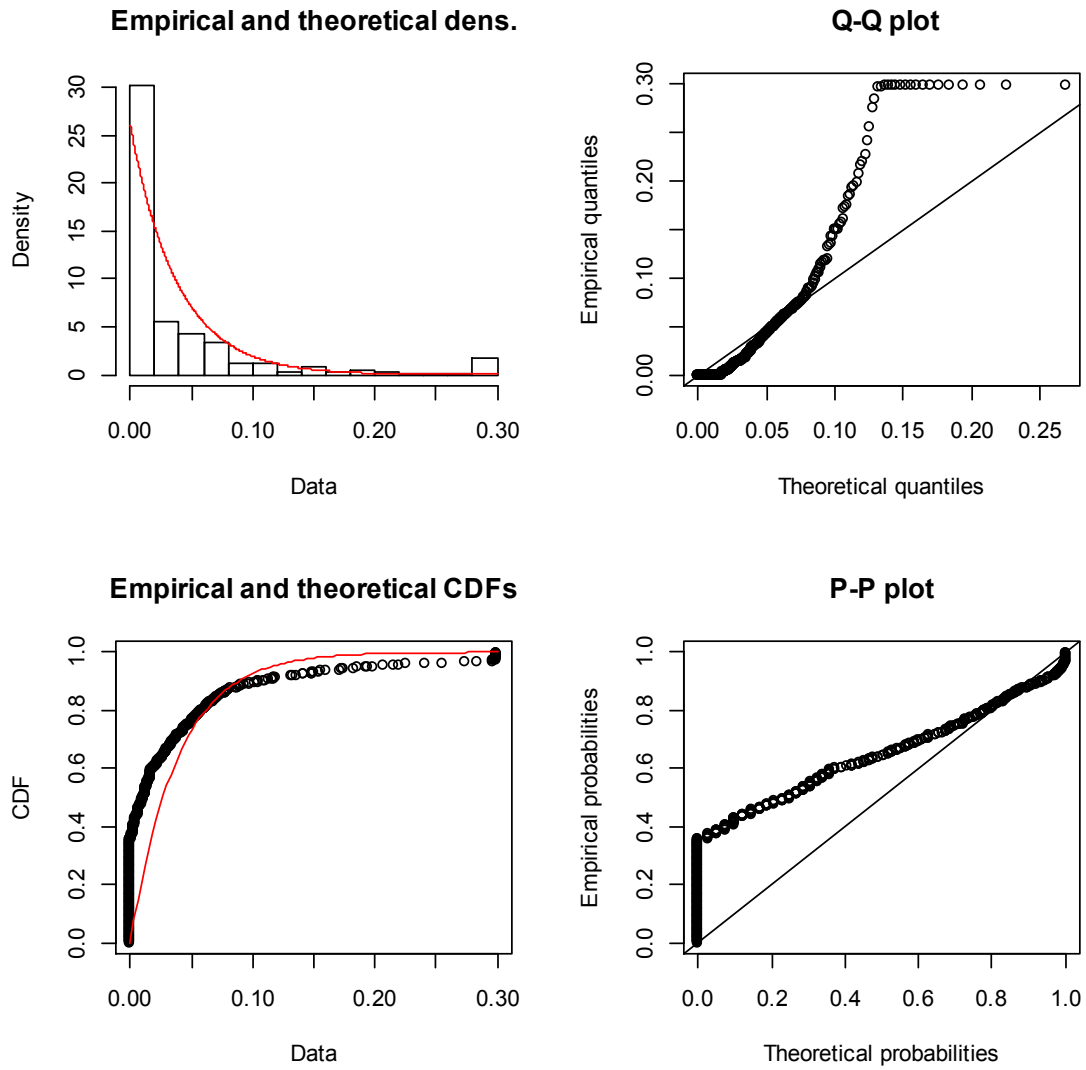 Empirical and theoretical dens.
Density
0 5 10 15 20 25 30
0.00 0.10 0.20 0.30
Data
Q-Q plot
Empirical quantiles
0.00 0.10 0.20 0.30
0.00 0.05 0.10 0.15 0.20 0.25
Theoretical quantiles
Empirical and theoretical CDFs
CDF
0.0 0.2 0.4 0.6 0.8 1.0
0.00 0.10 0.20 0.30
Data
P-P plot
Empirical probabilities
0.0 0.2 0.4 0.6 0.8 1.0
0.0 0.2 0.4 0.6 0.8 1.0
Theoretical probabilities